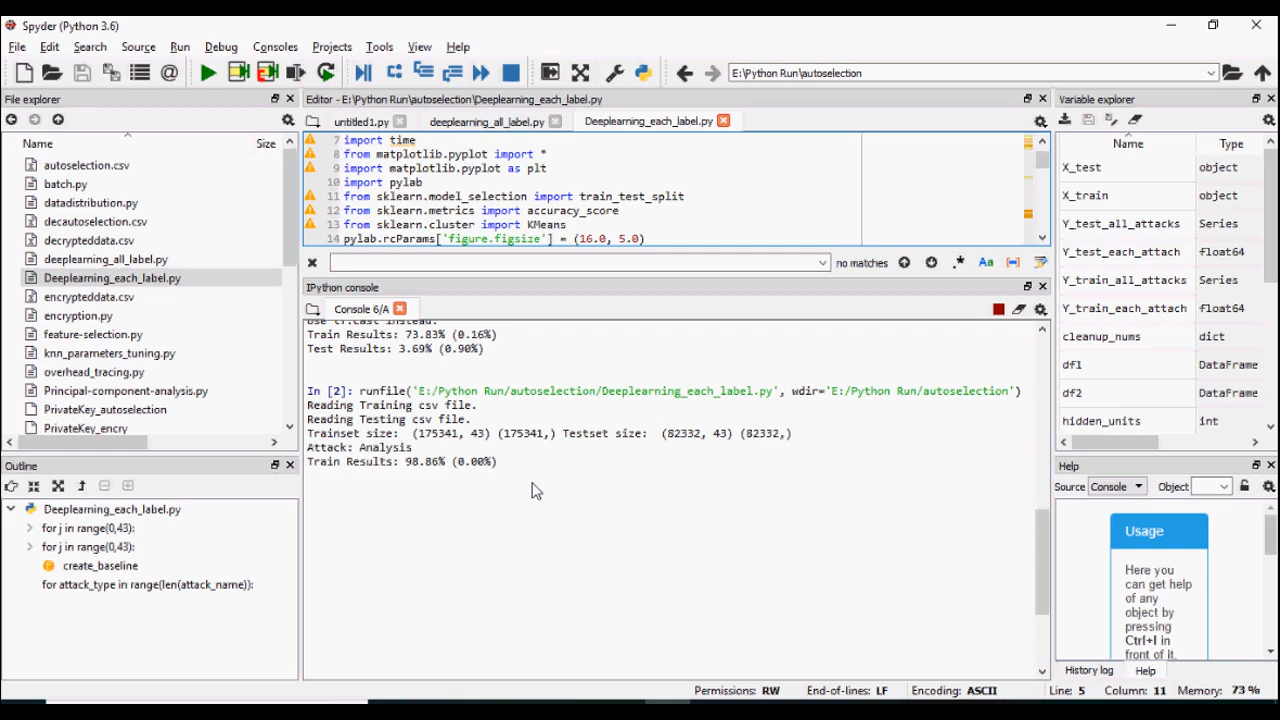 Spyder (Python 3.6)
File Edit Search Source Run Debug Consoles Projects Tools View Help
E:\Python Run\autoselection
File explorer
Name Size
autoselection.csv
batch.py
datadistribution.py
decautoselection.csv
decrypteddata.csv
deeplearning_all_label.py
Deeplearning_each_label.py
encrypteddata.csv
encryption.py
feature-selection.py
knn_parameters_tuning.py
overhead_tracing.py
Principal-component-analysis.py
PrivateKey_autoselection
PrivateKey_encry
Outline
Deeplearning_each_label.py
for j in range(0,43):
for j in range(0,43):
create_baseline
for attack_type in range(len(attack_name)):
Editor - E:\Python Run\autoselection\Deeplearning_each_label.py
untitled1.py deeplearning_all_label.py Deeplearning_each_label.py
7 import time
8 from matplotlib.pyplot import *
9 import matplotlib.pyplot as plt
10 import pylab
11 from sklearn.model_selection import train_test_split
12 from sklearn.metrics import accuracy_score
13 from sklearn.cluster import KMeans
14 pylab.rcParams['figure.figsize'] = (16.0, 5.0)
no matches .* Aa
IPython console
Console 6/A
Use tf.cast instead.
Train Results: 73.83% (0.16%)
Test Results: 3.69% (0.90%)
In [2]: runfile('E:/Python Run/autoselection/Deeplearning_each_label.py', wdir='E:/Python Run/autoselection')
Reading Training csv file.
Reading Testing csv file.
Trainset size: (175341, 43) (175341,) Testset size: (82332, 43) (82332,)
Attack: Analysis
Train Results: 98.86% (0.00%)
Variable explorer
Name Type
X_test object
X_train object
Y_test_all_attacks Series
Y_test_each_attach float64
Y_train_all_attacks Series
Y_train_each_attach float64
cleanup_nums dict
df1 DataFrame
df2 DataFrame
hidden_units int
Help
Source Console Object
Usage
Here you
can get help
of any
object by
pressing
Ctrl+I in
front of it,
History log Help
Permissions: RW End-of-lines: LF Encoding: ASCII Line: 5 Column: 11 Memory: 73 %